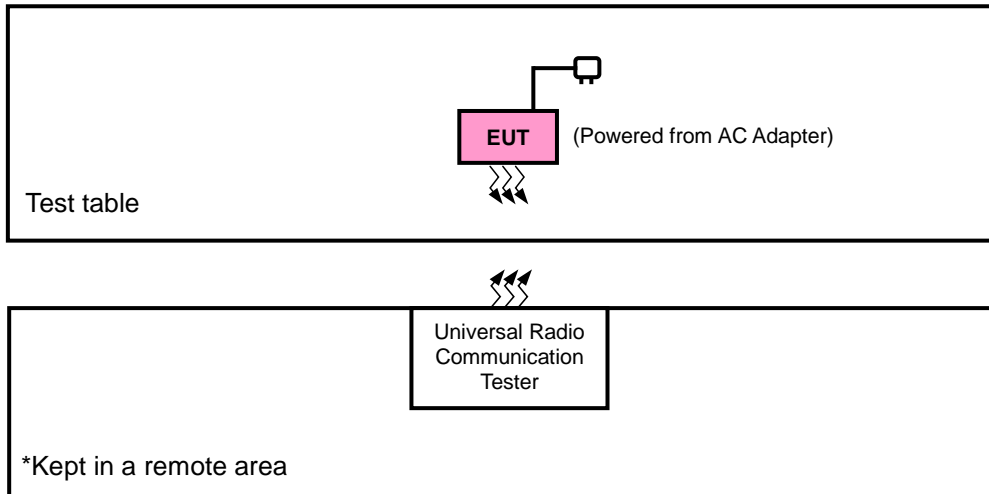 EUT
(Powered from AC Adapter)
Test table
Universal Radio
Communication
Tester
*Kept in a remote area